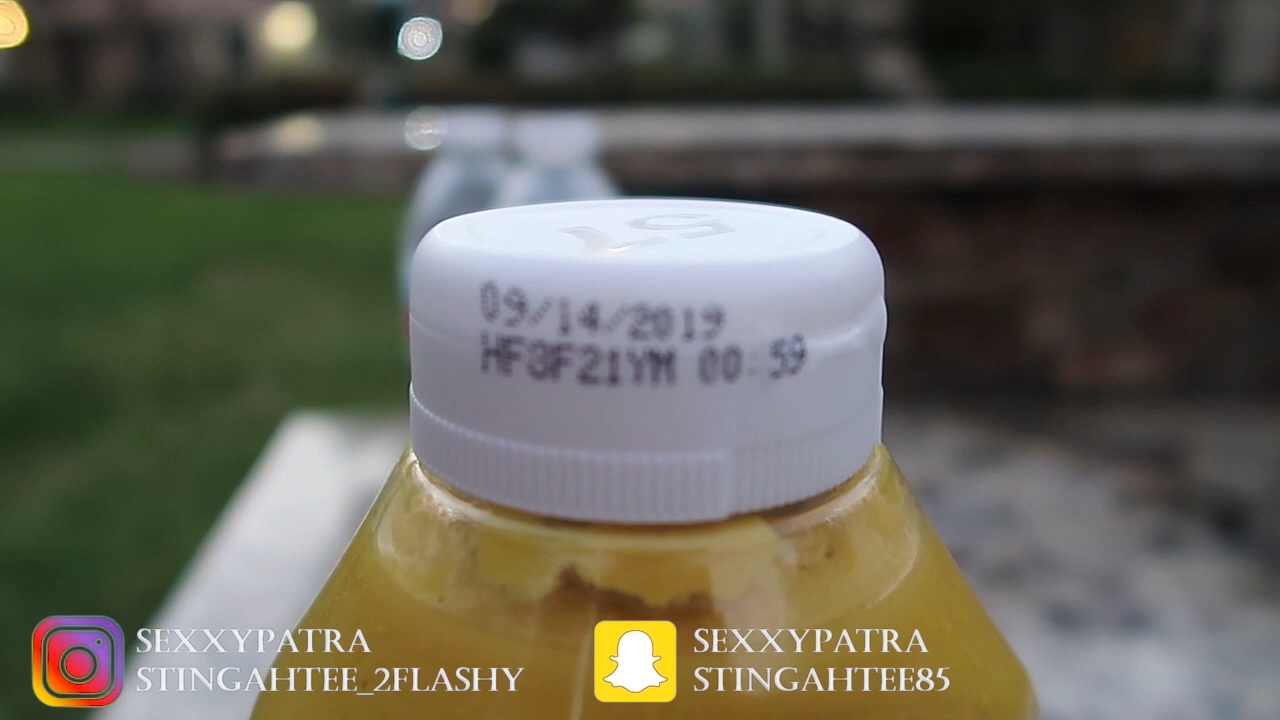 57
09/14/2019
HF3F21YM 00:59
SEXXYPATRA
STINGAHTEE_2FLASHY
SEXXYPATRA
STINGAHTEE85